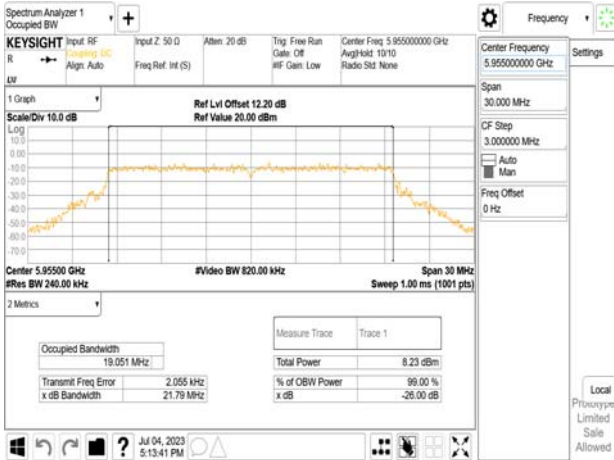 Spectrum Analyzer 1
Occupied BW
Frequency
KEYSIGHT
R
LXI
Input: RF
Coupling: DC
Align: Auto
Input Z: 50 Ω
Freq Ref: Int (S)
Atten: 20 dB
Trig: Free Run
Gate: Off
#IF Gain: Low
Center Freq: 5.955000000 GHz
Avg|Hold: 10/10
Radio Std: None
Center Frequency
5.955000000 GHz
Settings
Span
30.000 MHz
CF Step
3.000000 MHz
Auto
Man
Freq Offset
0 Hz
1 Graph
Scale/Div 10.0 dB
Ref Lvl Offset 12.20 dB
Ref Value 20.00 dBm
Log
10.0
0.00
-10.0
-20.0
-30.0
-40.0
-50.0
-60.0
-70.0
Center 5.95500 GHz
#Res BW 240.00 kHz
#Video BW 820.00 kHz
Span 30 MHz
Sweep 1.00 ms (1001 pts)
2 Metrics
Measure Trace
Trace 1
Occupied Bandwidth
19.051 MHz
Total Power
8.23 dBm
Transmit Freq Error
2.055 kHz
% of OBW Power
99.00 %
x dB Bandwidth
21.79 MHz
x dB
-26.00 dB
Local
Prototype
Limited
Sale
Allowed
?
Jul 04, 2023
5:13:41 PM